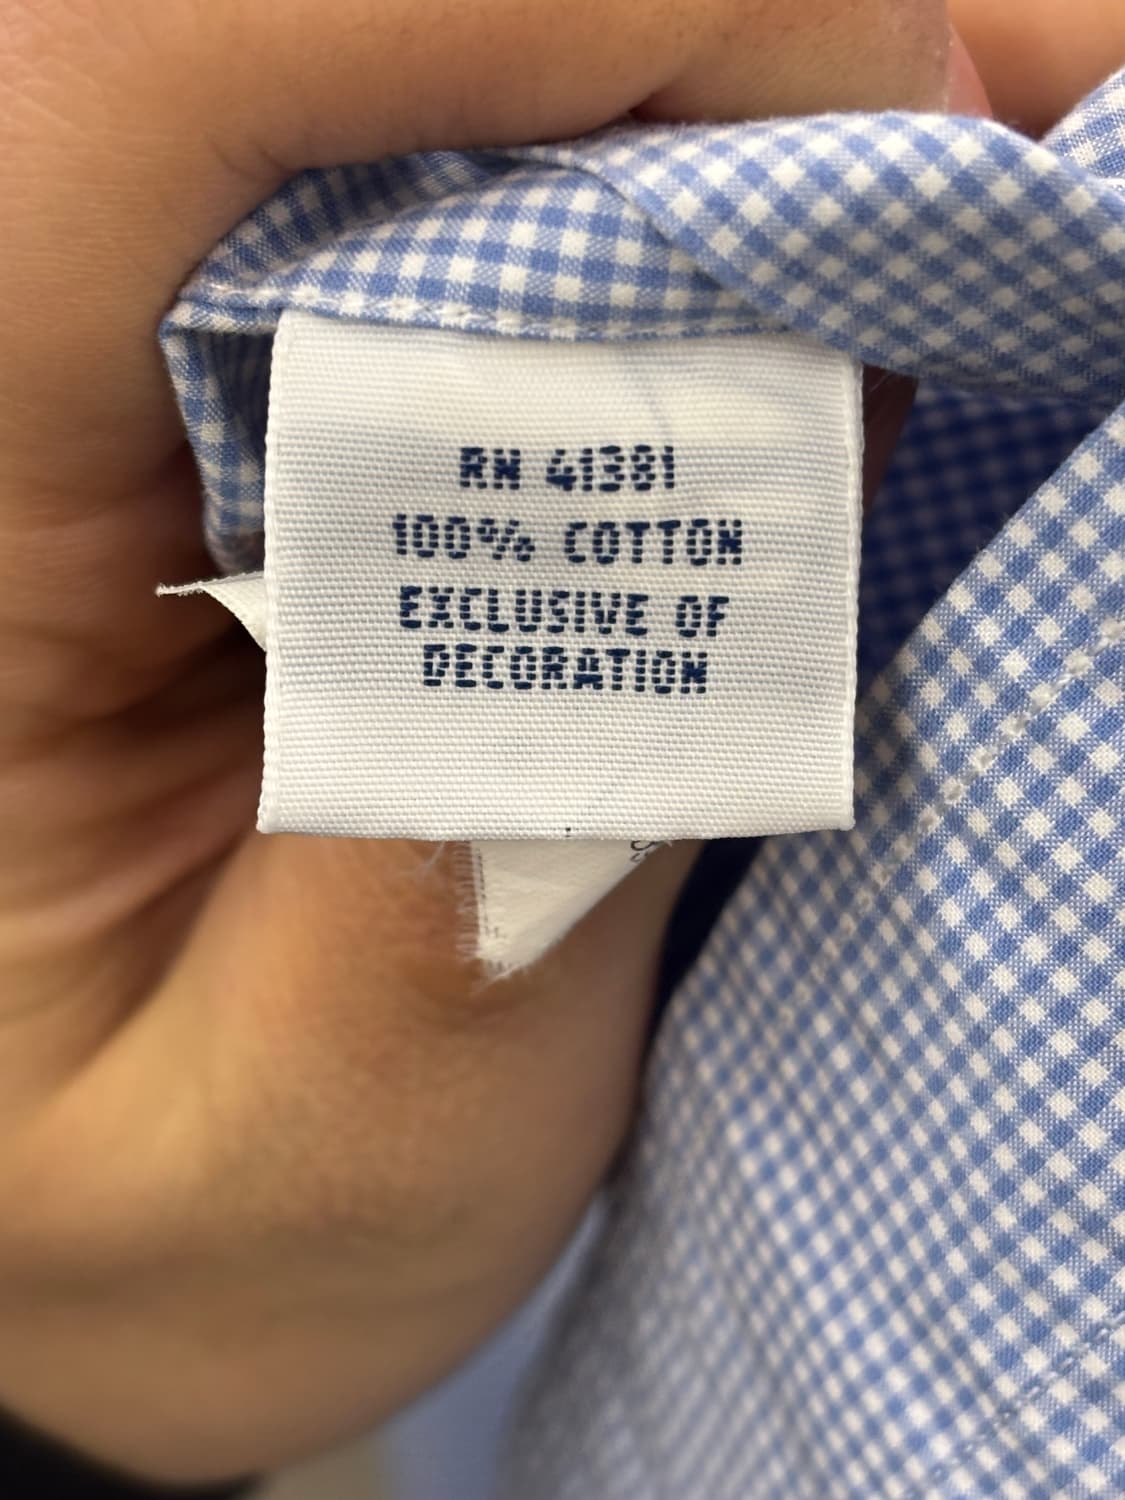 RN 41381
100% COTTON
EXCLUSIVE OF
DECORATION